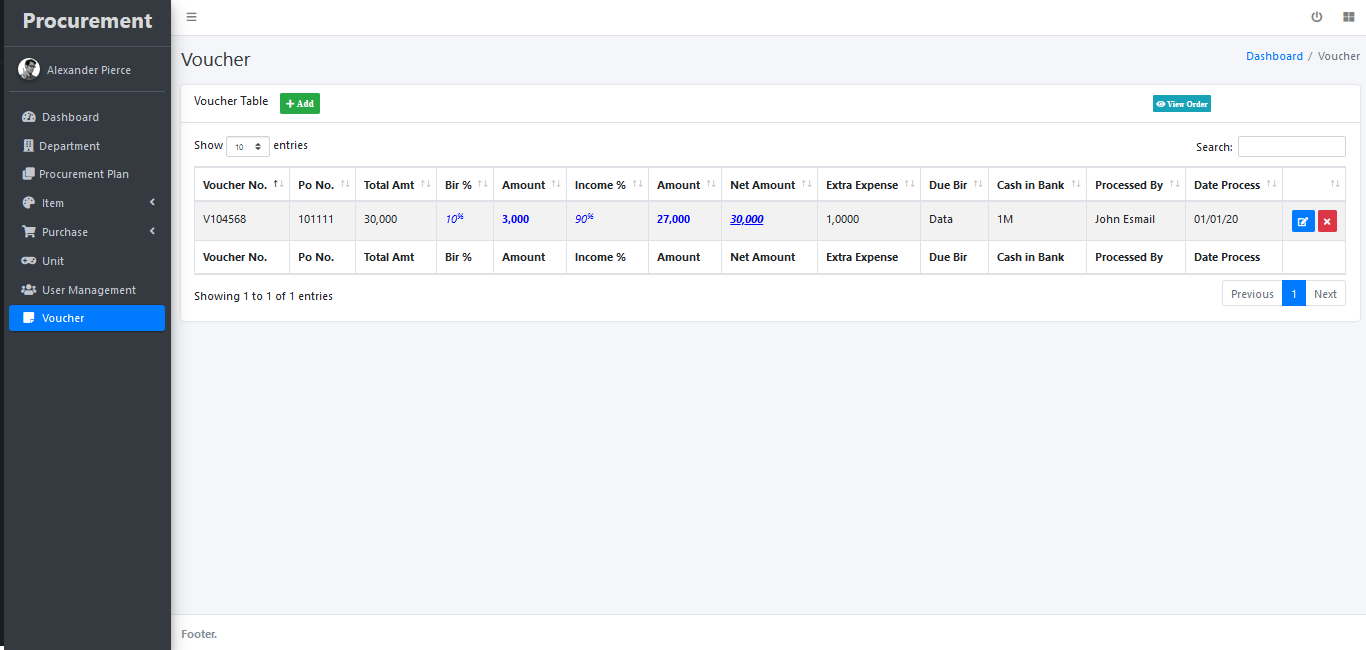 Procurement
Alexander Pierce
Dashboard
Department
Procurement Plan
Item
Purchase
Unit
User Management
Voucher
Voucher
Dashboard / Voucher
Voucher Table Add View Order
Show 10 entries Search:
Voucher No. Po No. Total Amt Bir % Amount Income % Amount Net Amount Extra Expense Due Bir Cash in Bank Processed By Date Process
V104568 101111 30,000 10% 3,000 90% 27,000 30,000 1,0000 Data 1M John Esmail 01/01/20
Voucher No. Po No. Total Amt Bir % Amount Income % Amount Net Amount Extra Expense Due Bir Cash in Bank Processed By Date Process
Showing 1 to 1 of 1 entries Previous 1 Next
Footer.